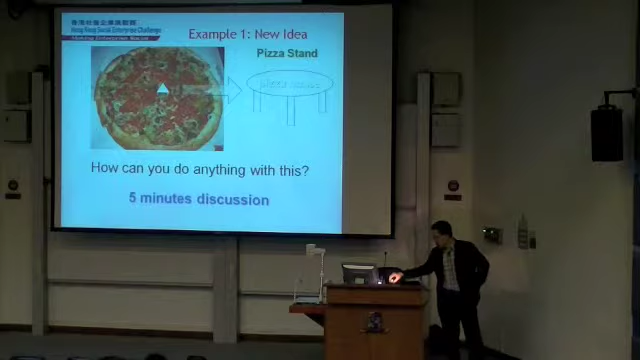 香港社會企業挑戰賽
Hong Kong Social Enterprise Challenge
Example 1: New Idea
Pizza Stand
How can you do anything with this?
5 minutes discussion